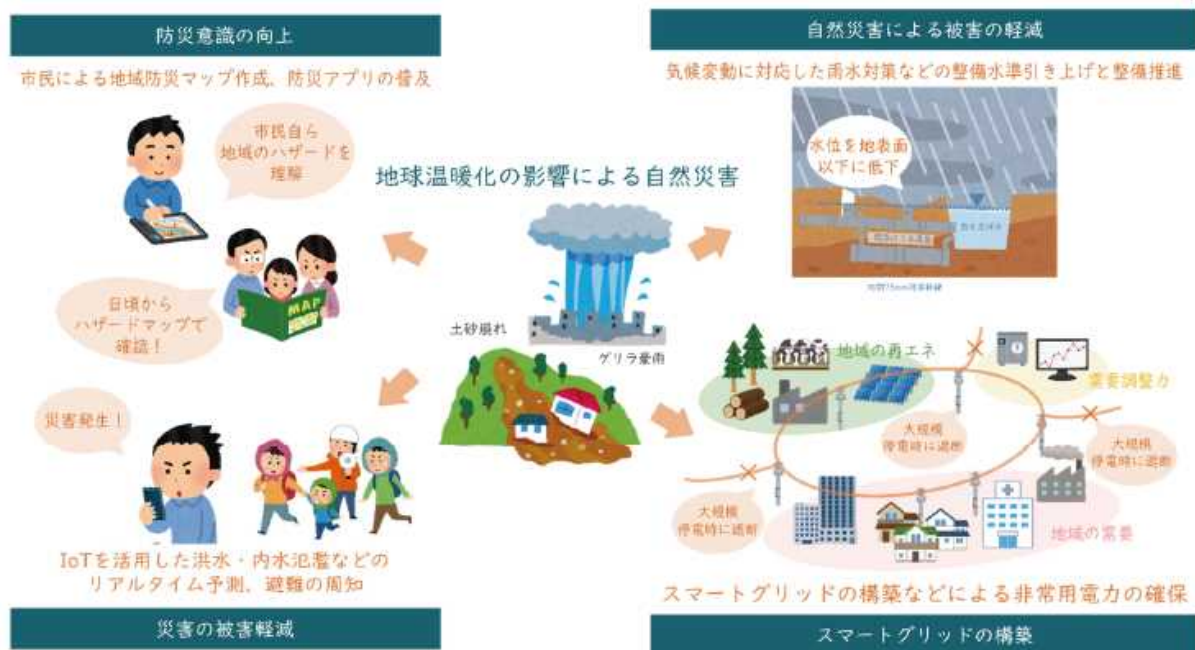 防災意識の向上
市民による地域防災マップ作成、防災アプリの普及
市民自ら
地域のハザードを
理解
日頃から
ハザードマップで
確認！
MAP
地球温暖化の影響による自然災害
土砂崩れ
ゲリラ豪雨
自然災害による被害の軽減
気候変動に対応した雨水対策などの整備水準引き上げと整備推進
水位を地表面
以下に低下
災害発生！
IoTを活用した洪水・内水氾濫などの
リアルタイム予測、避難の周知
災害の被害軽減
地域の再エネ
需要調整力
大規模
停電時に遮断
大規模
停電時に遮断
大規模
停電時に遮断
地域の需要
スマートグリッドの構築などによる非常用電力の確保
スマートグリッドの構築